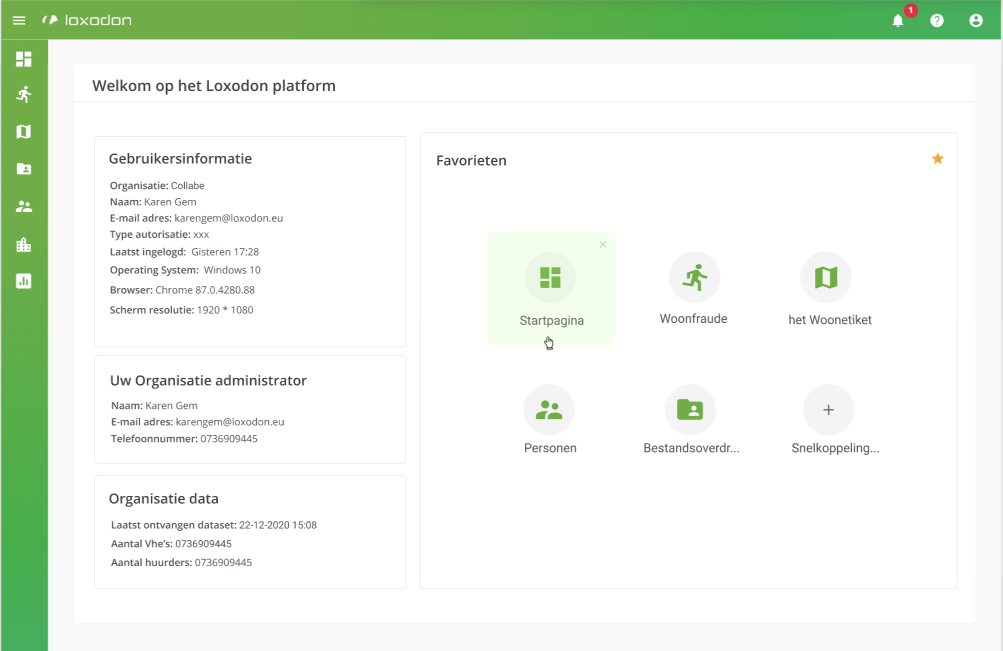 loxodon
1
Welkom op het Loxodon platform
Gebruikersinformatie
Organisatie: Collabe
Naam: Karen Gem
E-mail adres: karengem@loxodon.eu
Type autorisatie: xxx
Laatst ingelogd: Gisteren 17:28
Operating System: Windows 10
Browser: Chrome 87.0.4280.88
Scherm resolutie: 1920 * 1080
Uw Organisatie administrator
Naam: Karen Gem
E-mail adres: karengem@loxodon.eu
Telefoonnummer: 0736909445
Organisatie data
Laatst ontvangen dataset: 22-12-2020 15:08
Aantal Vhe's: 0736909445
Aantal huurders: 0736909445
Favorieten
Startpagina
Woonfraude
het Woonetiket
Personen
Bestandsoverdr...
Snelkoppeling...